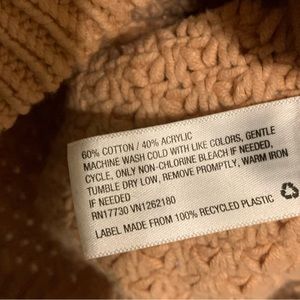 60% COTTON / 40% ACRYLIC
MACHINE WASH COLD WITH LIKE COLORS, GENTLE
CYCLE, ONLY NON-CHLORINE BLEACH IF NEEDED,
TUMBLE DRY LOW, REMOVE PROMPTLY, WARM IRON
IF NEEDED
RN17730 VN1262180
LABEL MADE FROM 100% RECYCLED PLASTIC